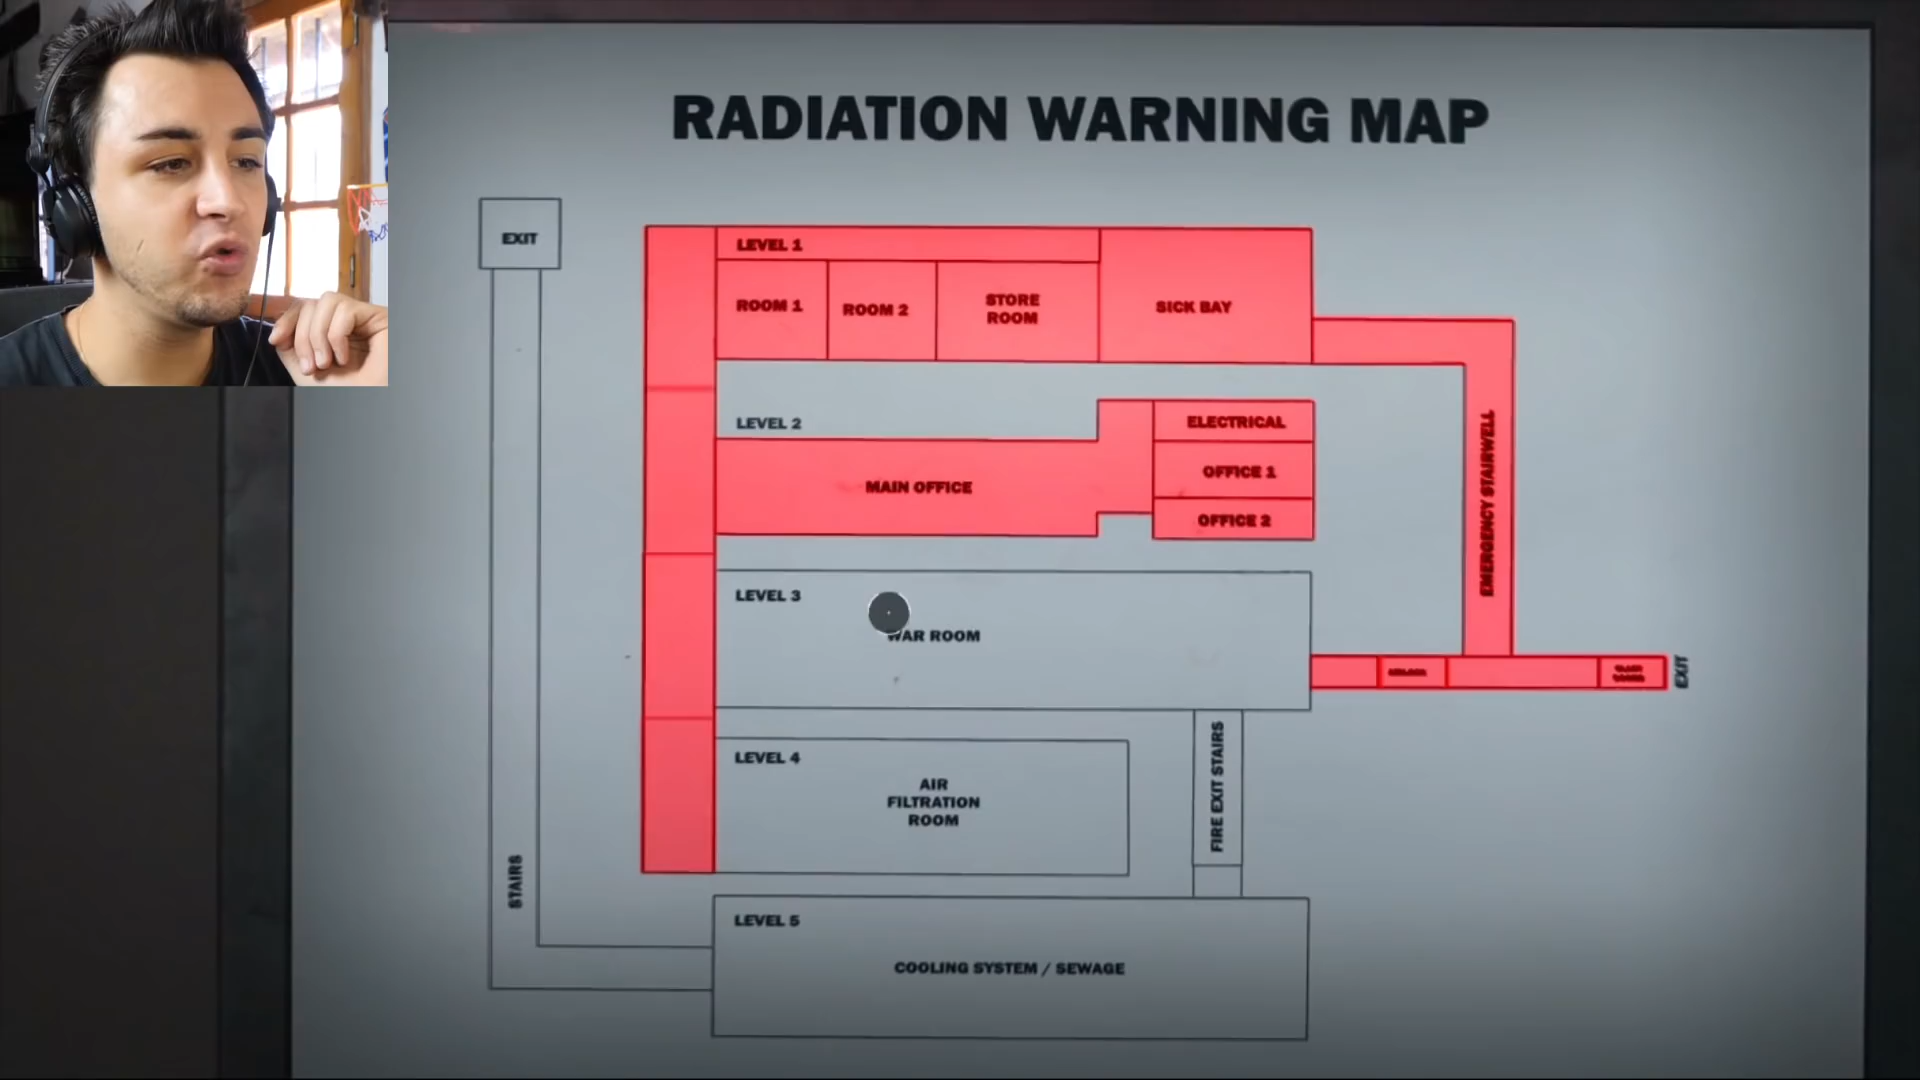 RADIATION WARNING MAP
EXIT
LEVEL 1
ROOM 1
ROOM 2
STORE
ROOM
SICK BAY
LEVEL 2
ELECTRICAL
MAIN OFFICE
OFFICE 1
OFFICE 2
EMERGENCY STAIRWELL
LEVEL 3
WAR ROOM
EXIT
LEVEL 4
AIR
FILTRATION
ROOM
FIRE EXIT STAIRS
STAIRS
LEVEL 5
COOLING SYSTEM / SEWAGE